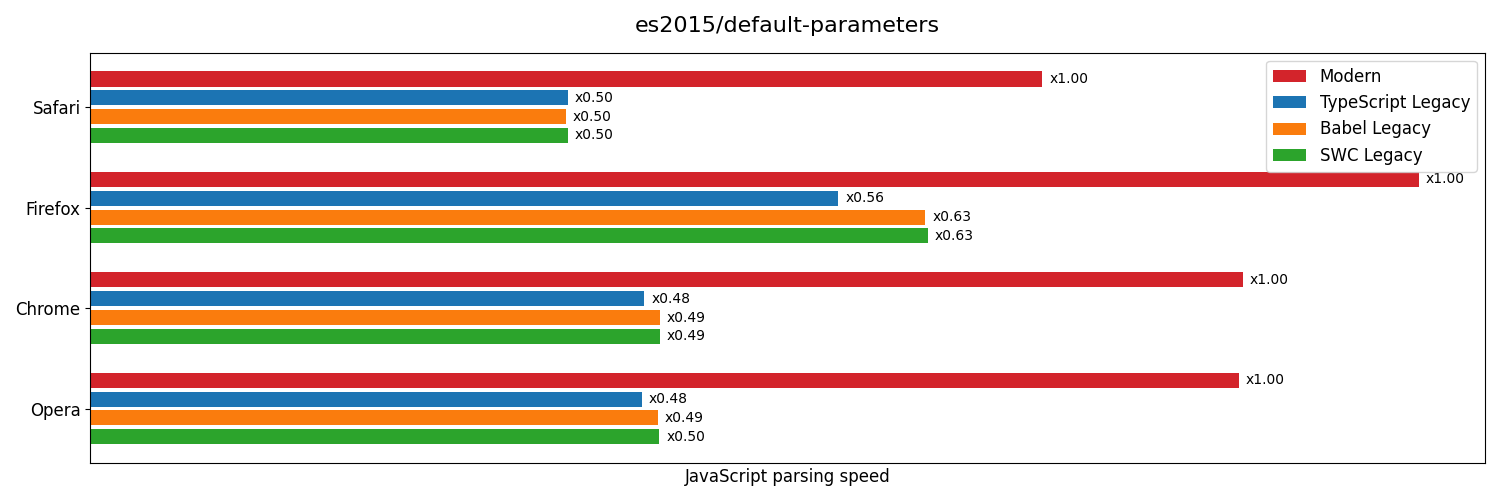 es2015/default-parameters
Modern
TypeScript Legacy
Babel Legacy
SWC Legacy
Safari
x1.00
x0.50
x0.50
x0.50
Firefox
x1.00
x0.56
x0.63
x0.63
Chrome
x1.00
x0.48
x0.49
x0.49
Opera
x1.00
x0.48
x0.49
x0.50
JavaScript parsing speed